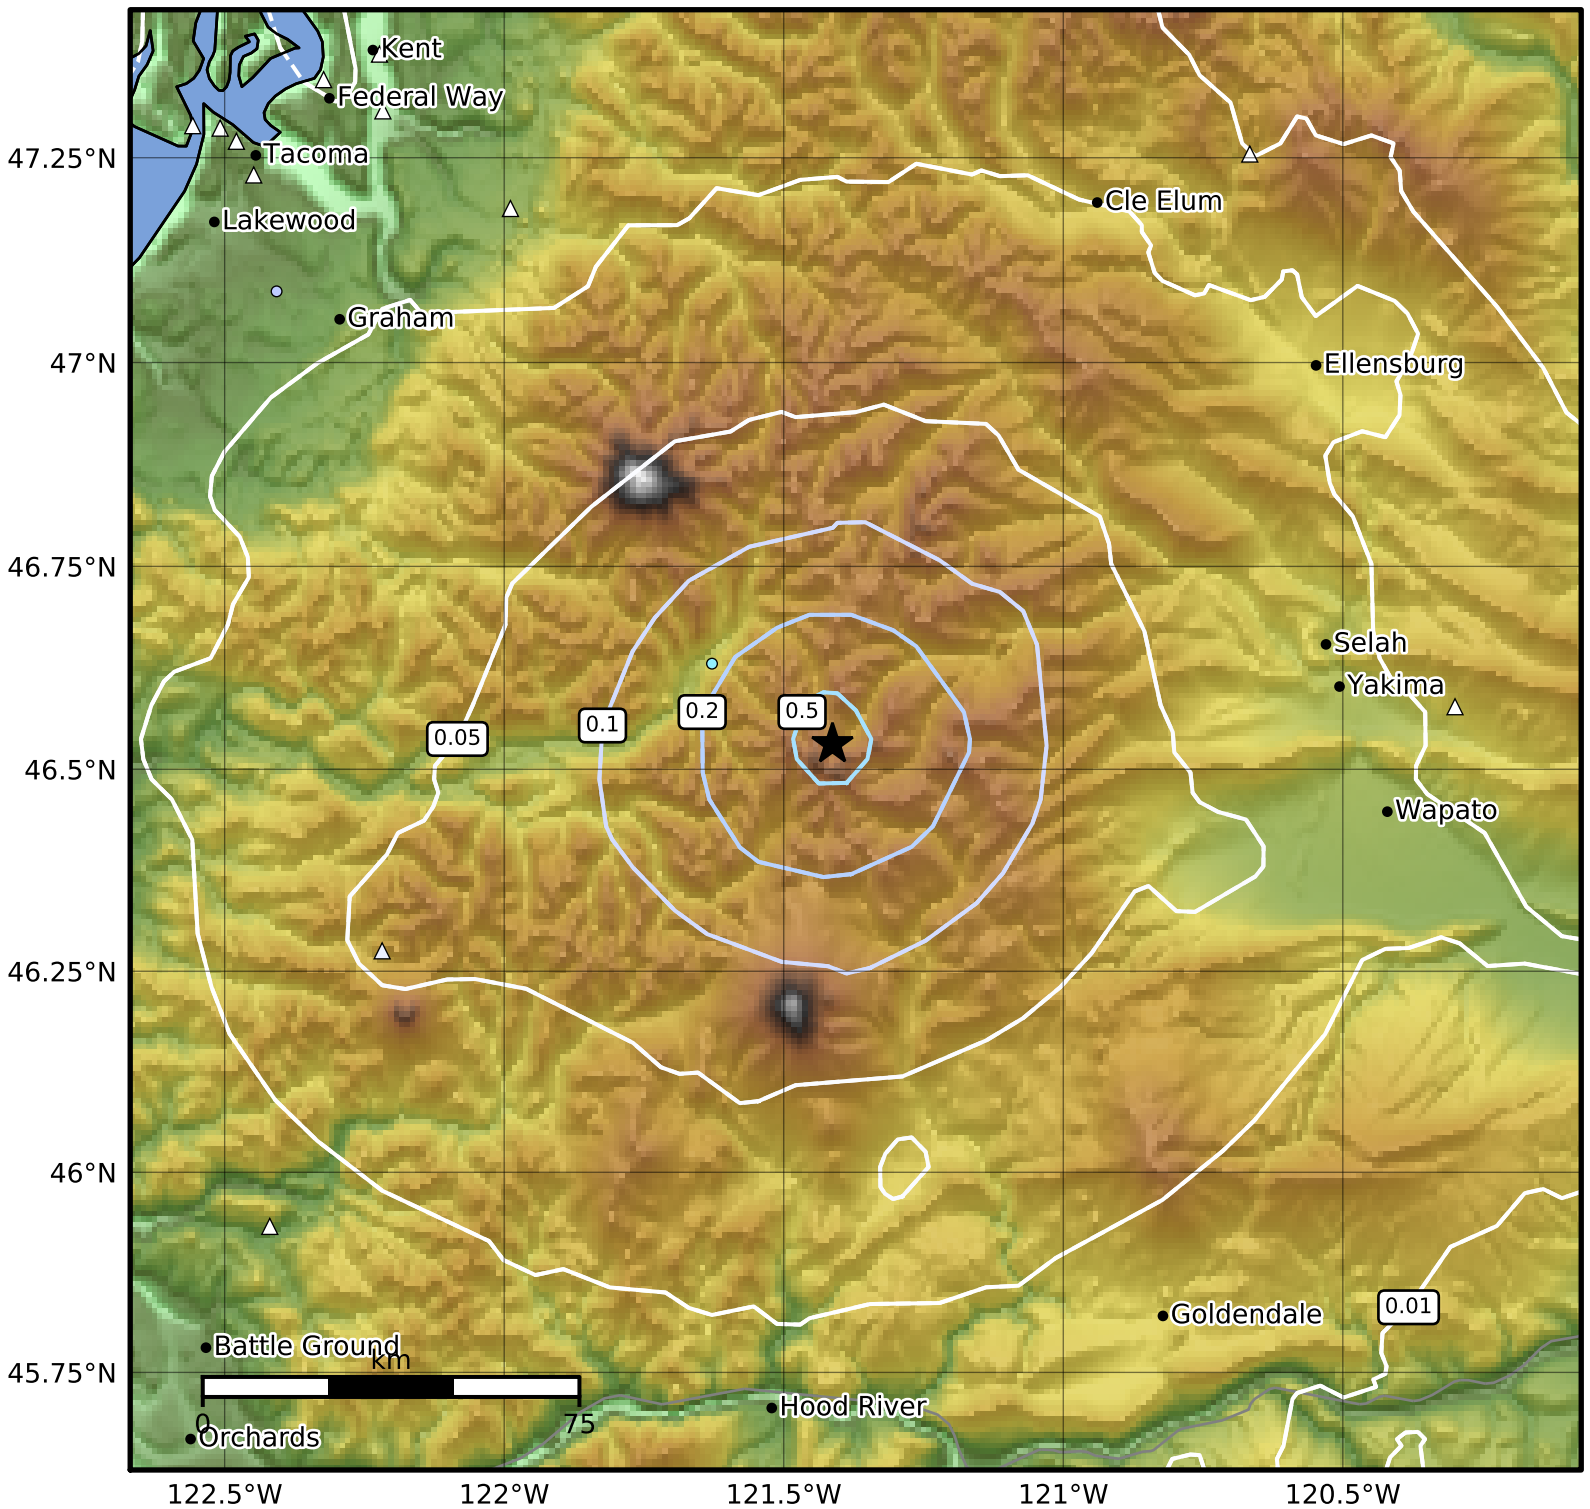 Kent
Federal Way
47.25°N
Tacoma
Cle Elum
Lakewood
Graham
47°N
Ellensburg
46.75°N
Selah
Yakima
0.05
0.1
0.2
0.5
46.5°N
Wapato
46.25°N
46°N
0.01
Goldendale
Battle Ground
km
45.75°N
0
75
Hood River
Orchards
122.5°W
122°W
121.5°W
121°W
120.5°W